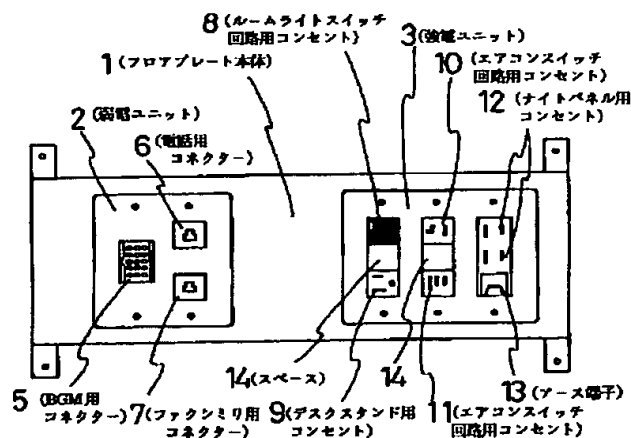 8(ルームライトスイッチ
回路用コンセント)
3(強電ユニット)
1(フロアプレート本体)
10(エアコンスイッチ
回路用コンセント)
2(弱電ユニット)
12(ナイトパネル用
コンセント)
6(電話用
コネクター)
14(スペース)
14
13(アース端子)
5(BGM用
コネクター)
7(ファクシミリ用
コネクター)
9(デスクスタンド用
コンセント)
11(エアコンスイッチ
回路用コンセント)